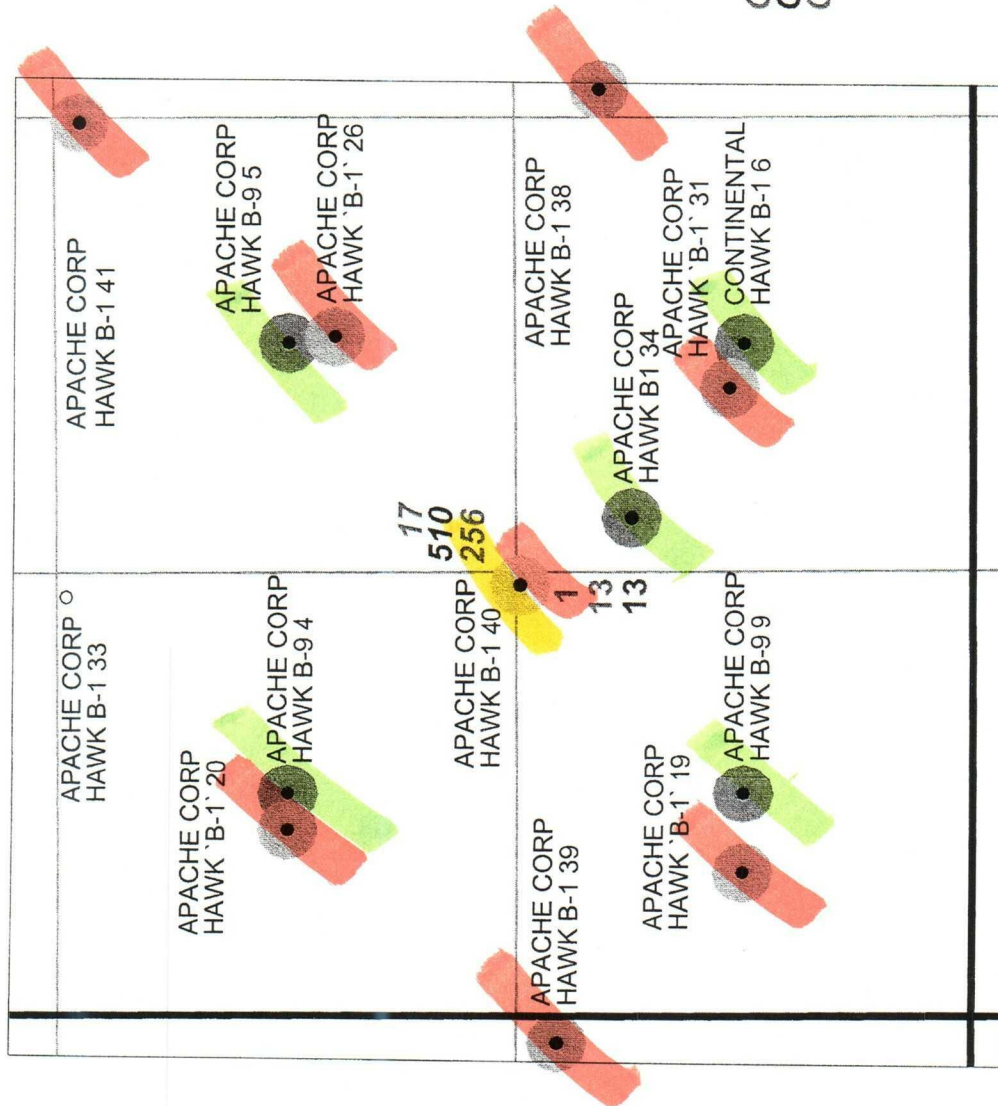 APACHE CORP
HAWK B-1 41
APACHE CORP
HAWK B-9 5
APACHE CORP
HAWK `B-1` 26
APACHE CORP
HAWK B-1 33
APACHE CORP
HAWK B-9 4
APACHE CORP
HAWK `B-1` 20
17
510
256
APACHE CORP
HAWK B-1 40
1
13
13
APACHE CORP
HAWK B-1 38
APACHE CORP
HAWK B1 34
APACHE CORP
HAWK `B-1` 31
CONTINENTAL
HAWK B-1 6
APACHE CORP
HAWK B-1 39
APACHE CORP
HAWK `B-1` 19
APACHE CORP
HAWK B-9 9